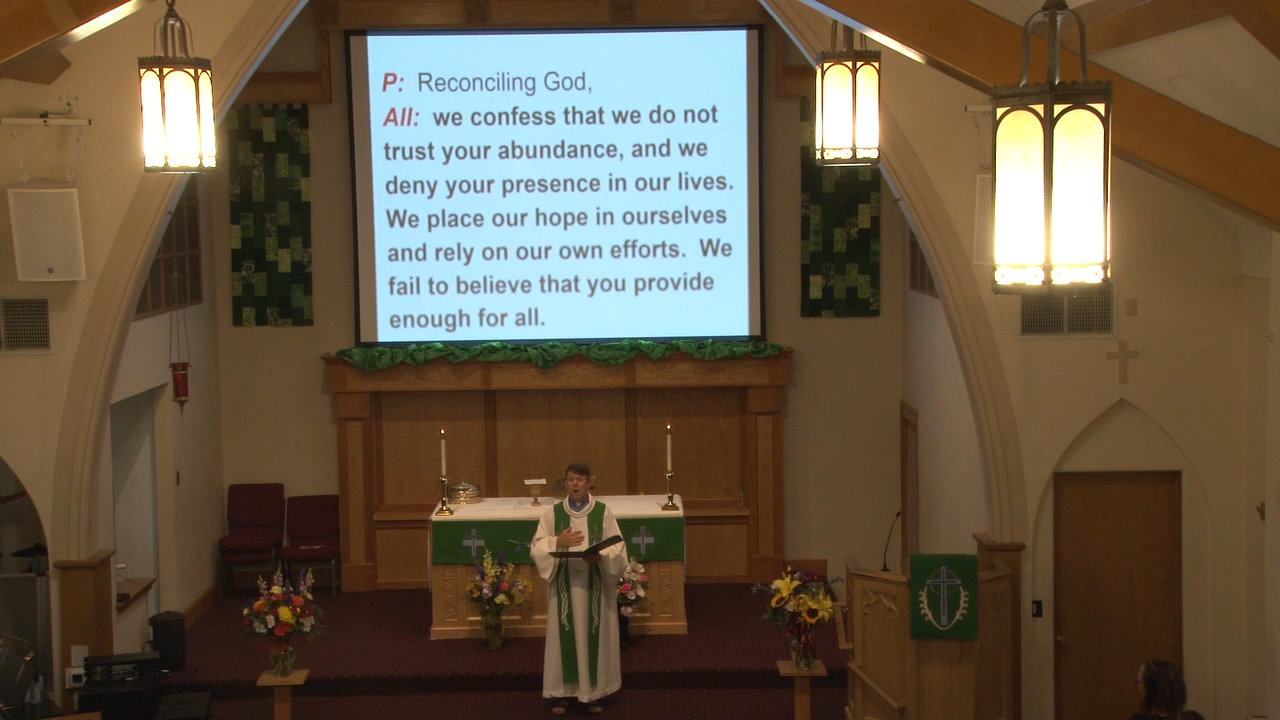 P: Reconciling God,
All: we confess that we do not
trust your abundance, and we
deny your presence in our lives.
We place our hope in ourselves
and rely on our own efforts. We
fail to believe that you provide
enough for all.